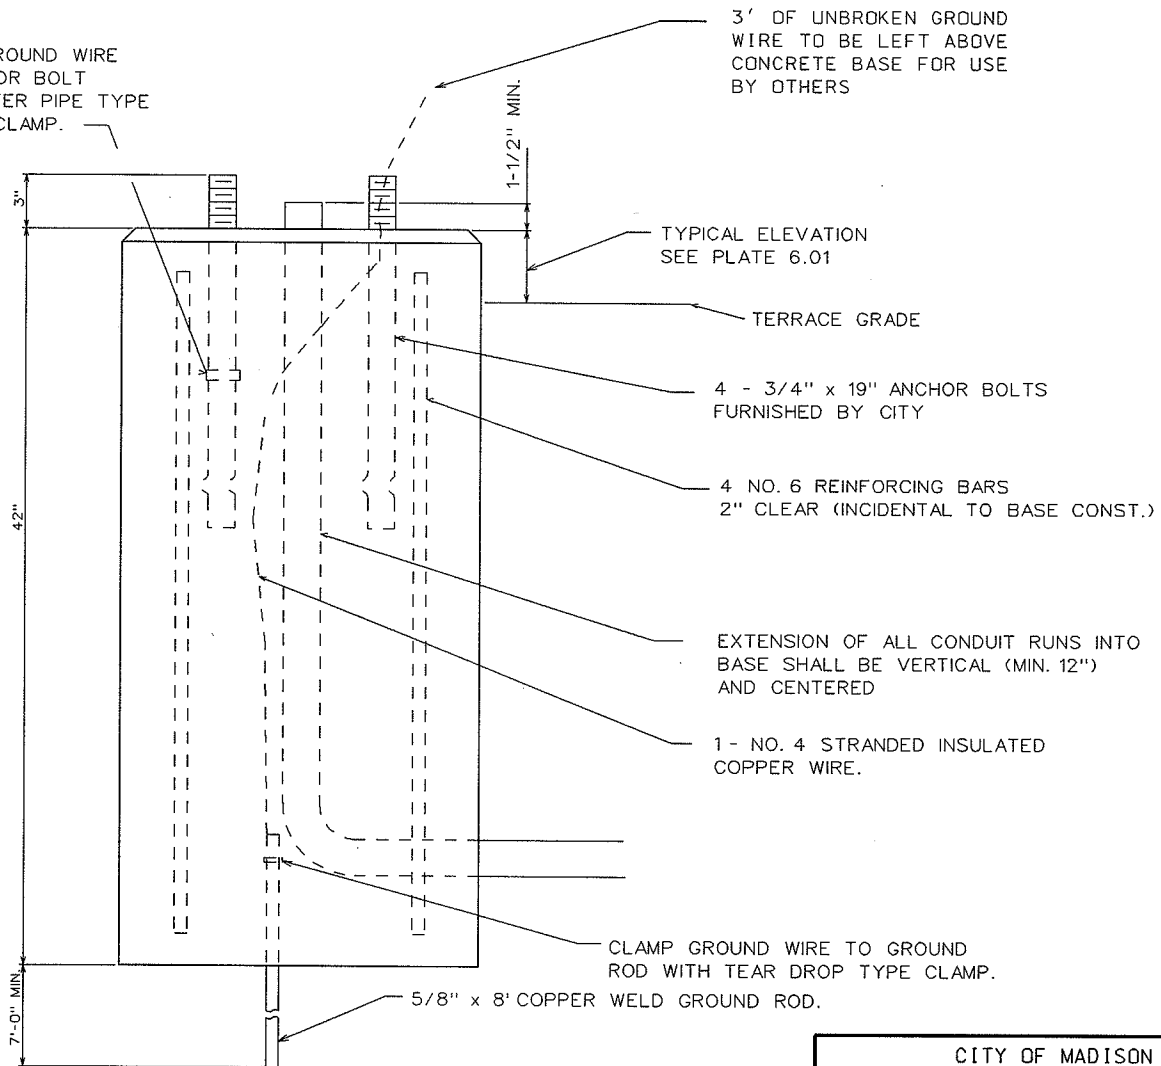 3' OF UNBROKEN GROUND
WIRE TO BE LEFT ABOVE
CONCRETE BASE FOR USE
BY OTHERS
ROUND WIRE
OR BOLT
TER PIPE TYPE
CLAMP.
1-1/2" MIN.
3"
TYPICAL ELEVATION
SEE PLATE 6.01
TERRACE GRADE
4 - 3/4" x 19" ANCHOR BOLTS
FURNISHED BY CITY
4 NO. 6 REINFORCING BARS
2" CLEAR (INCIDENTAL TO BASE CONST.)
42"
EXTENSION OF ALL CONDUIT RUNS INTO
BASE SHALL BE VERTICAL (MIN. 12")
AND CENTERED
1 - NO. 4 STRANDED INSULATED
COPPER WIRE.
CLAMP GROUND WIRE TO GROUND
ROD WITH TEAR DROP TYPE CLAMP.
5/8" x 8' COPPER WELD GROUND ROD.
7'-0" MIN.
CITY OF MADISON